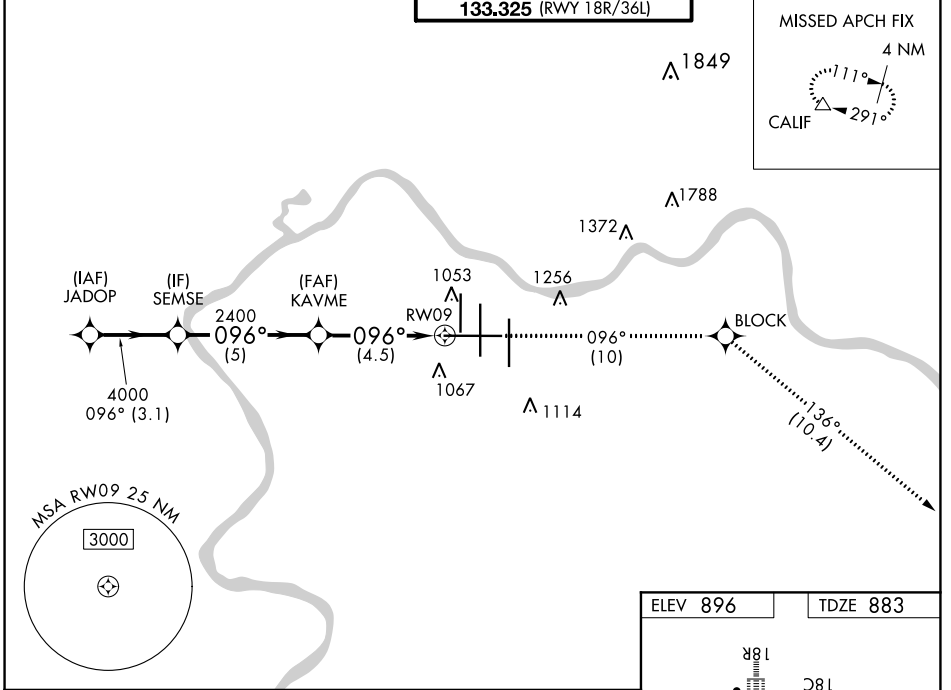 133.325 (RWY 18R/36L)
MISSED APCH FIX
4 NM
111°
291°
CALIF
1849
1788
1372
1256
1053
(IAF)
JADOP
(IF)
SEMSE
(FAF)
KAVME
RW09
BLOCK
2400
096°
(5)
096°
(4.5)
096°
(10)
4000
096° (3.1)
1067
1114
136°
(10.4)
MSA RW09 25 NM
3000
ELEV 896
TDZE 883
18R
18C